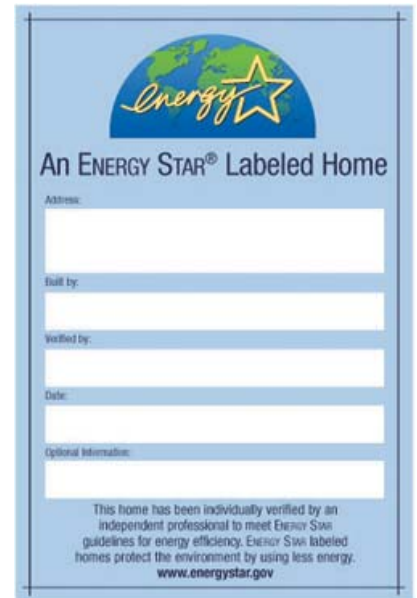 energy
An ENERGY STAR® Labeled Home
Address:
Built by:
Verified by:
Date:
Optional Information:
This home has been individually verified by an
independent professional to meet ENERGY STAR
guidelines for energy efficiency. ENERGY STAR labeled
homes protect the environment by using less energy.
www.energystar.gov